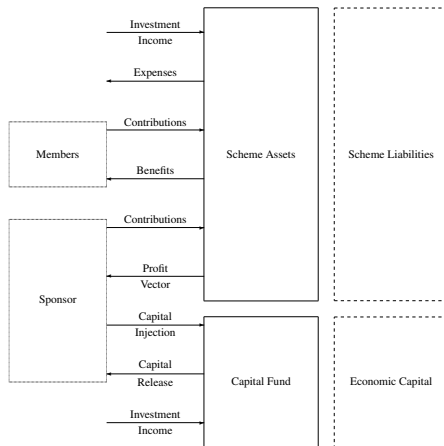 Investment
Income
Expenses
Contributions
Members
Scheme Assets
Scheme Liabilities
Benefits
Contributions
Profit
Vector
Sponsor
Capital
Injection
Capital
Release
Capital Fund
Economic Capital
Investment
Income